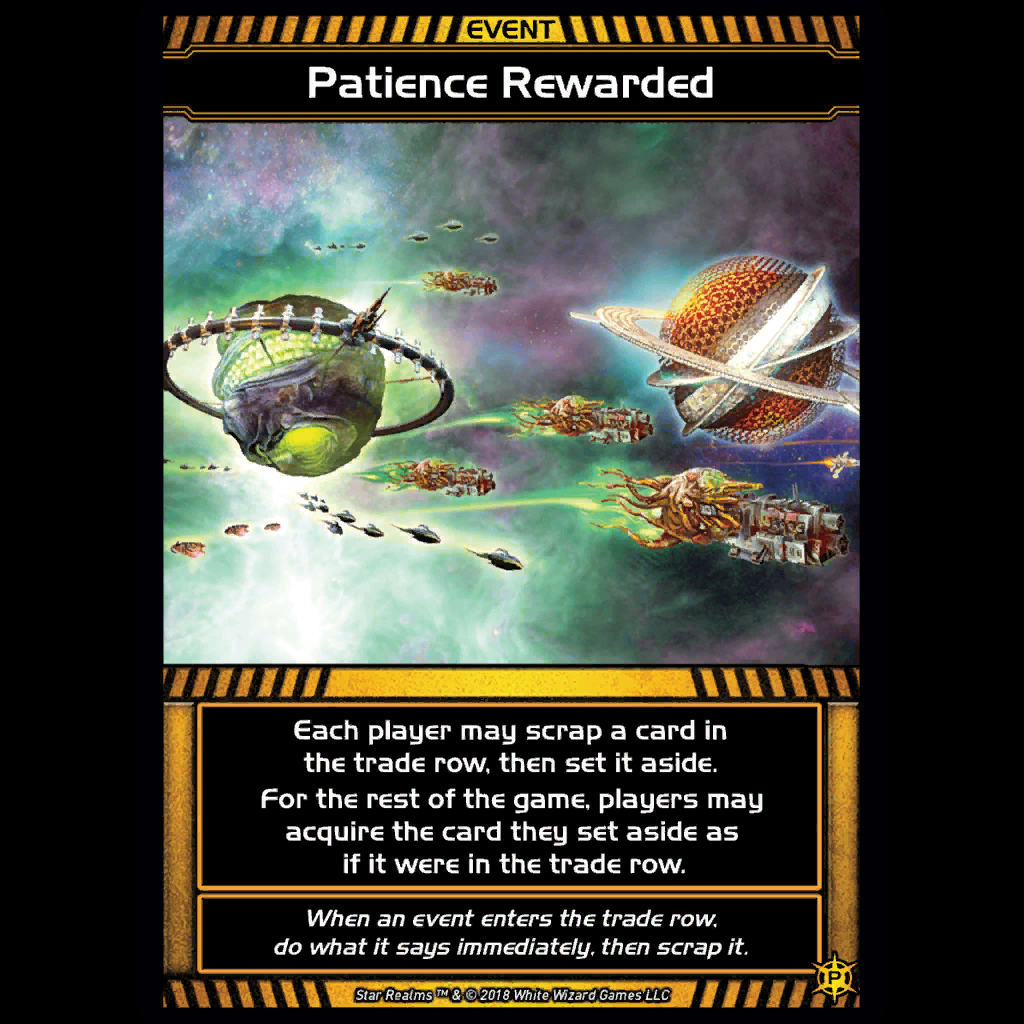 EVENT
Patience Rewarded
Each player may scrap a card in
the trade row, then set it aside.
For the rest of the game, players may
acquire the card they set aside as
if it were in the trade row.
When an event enters the trade row,
do what it says immediately, then scrap it.
P
Star Realms ™ & © 2018 White Wizard Games LLC